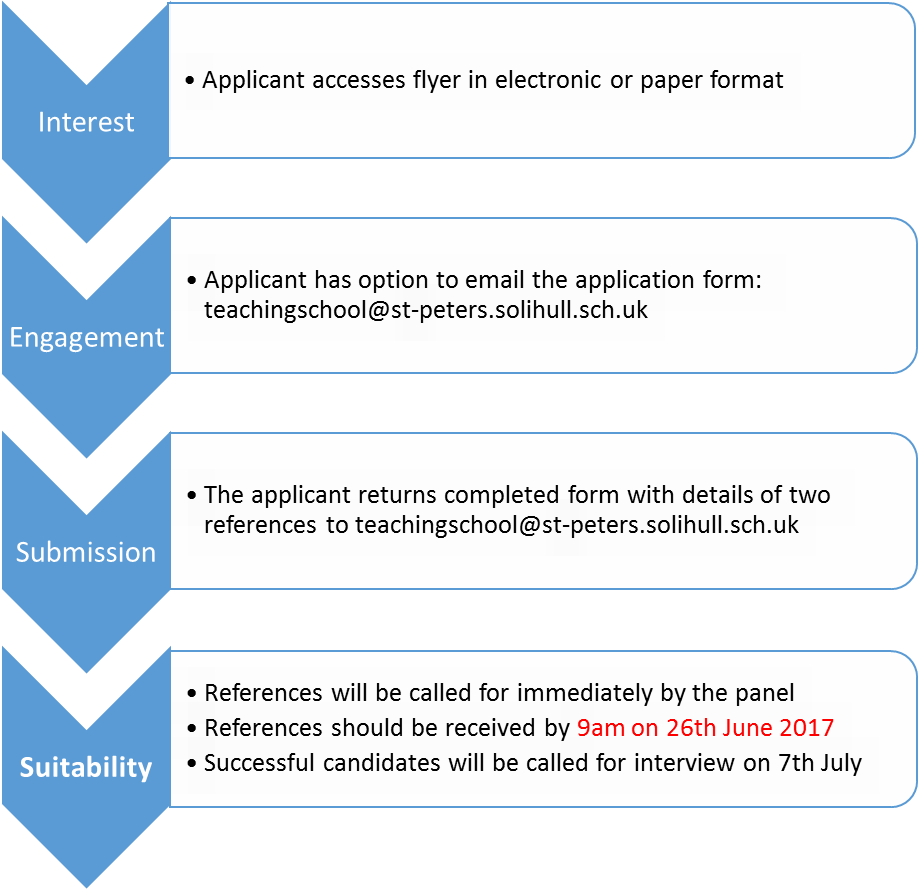 Interest
• Applicant accesses flyer in electronic or paper format
Engagement
• Applicant has option to email the application form:
teachingschool@st-peters.solihull.sch.uk
Submission
• The applicant returns completed form with details of two
references to teachingschool@st-peters.solihull.sch.uk
Suitability
• References will be called for immediately by the panel
• References should be received by 9am on 26th June 2017
• Successful candidates will be called for interview on 7th July